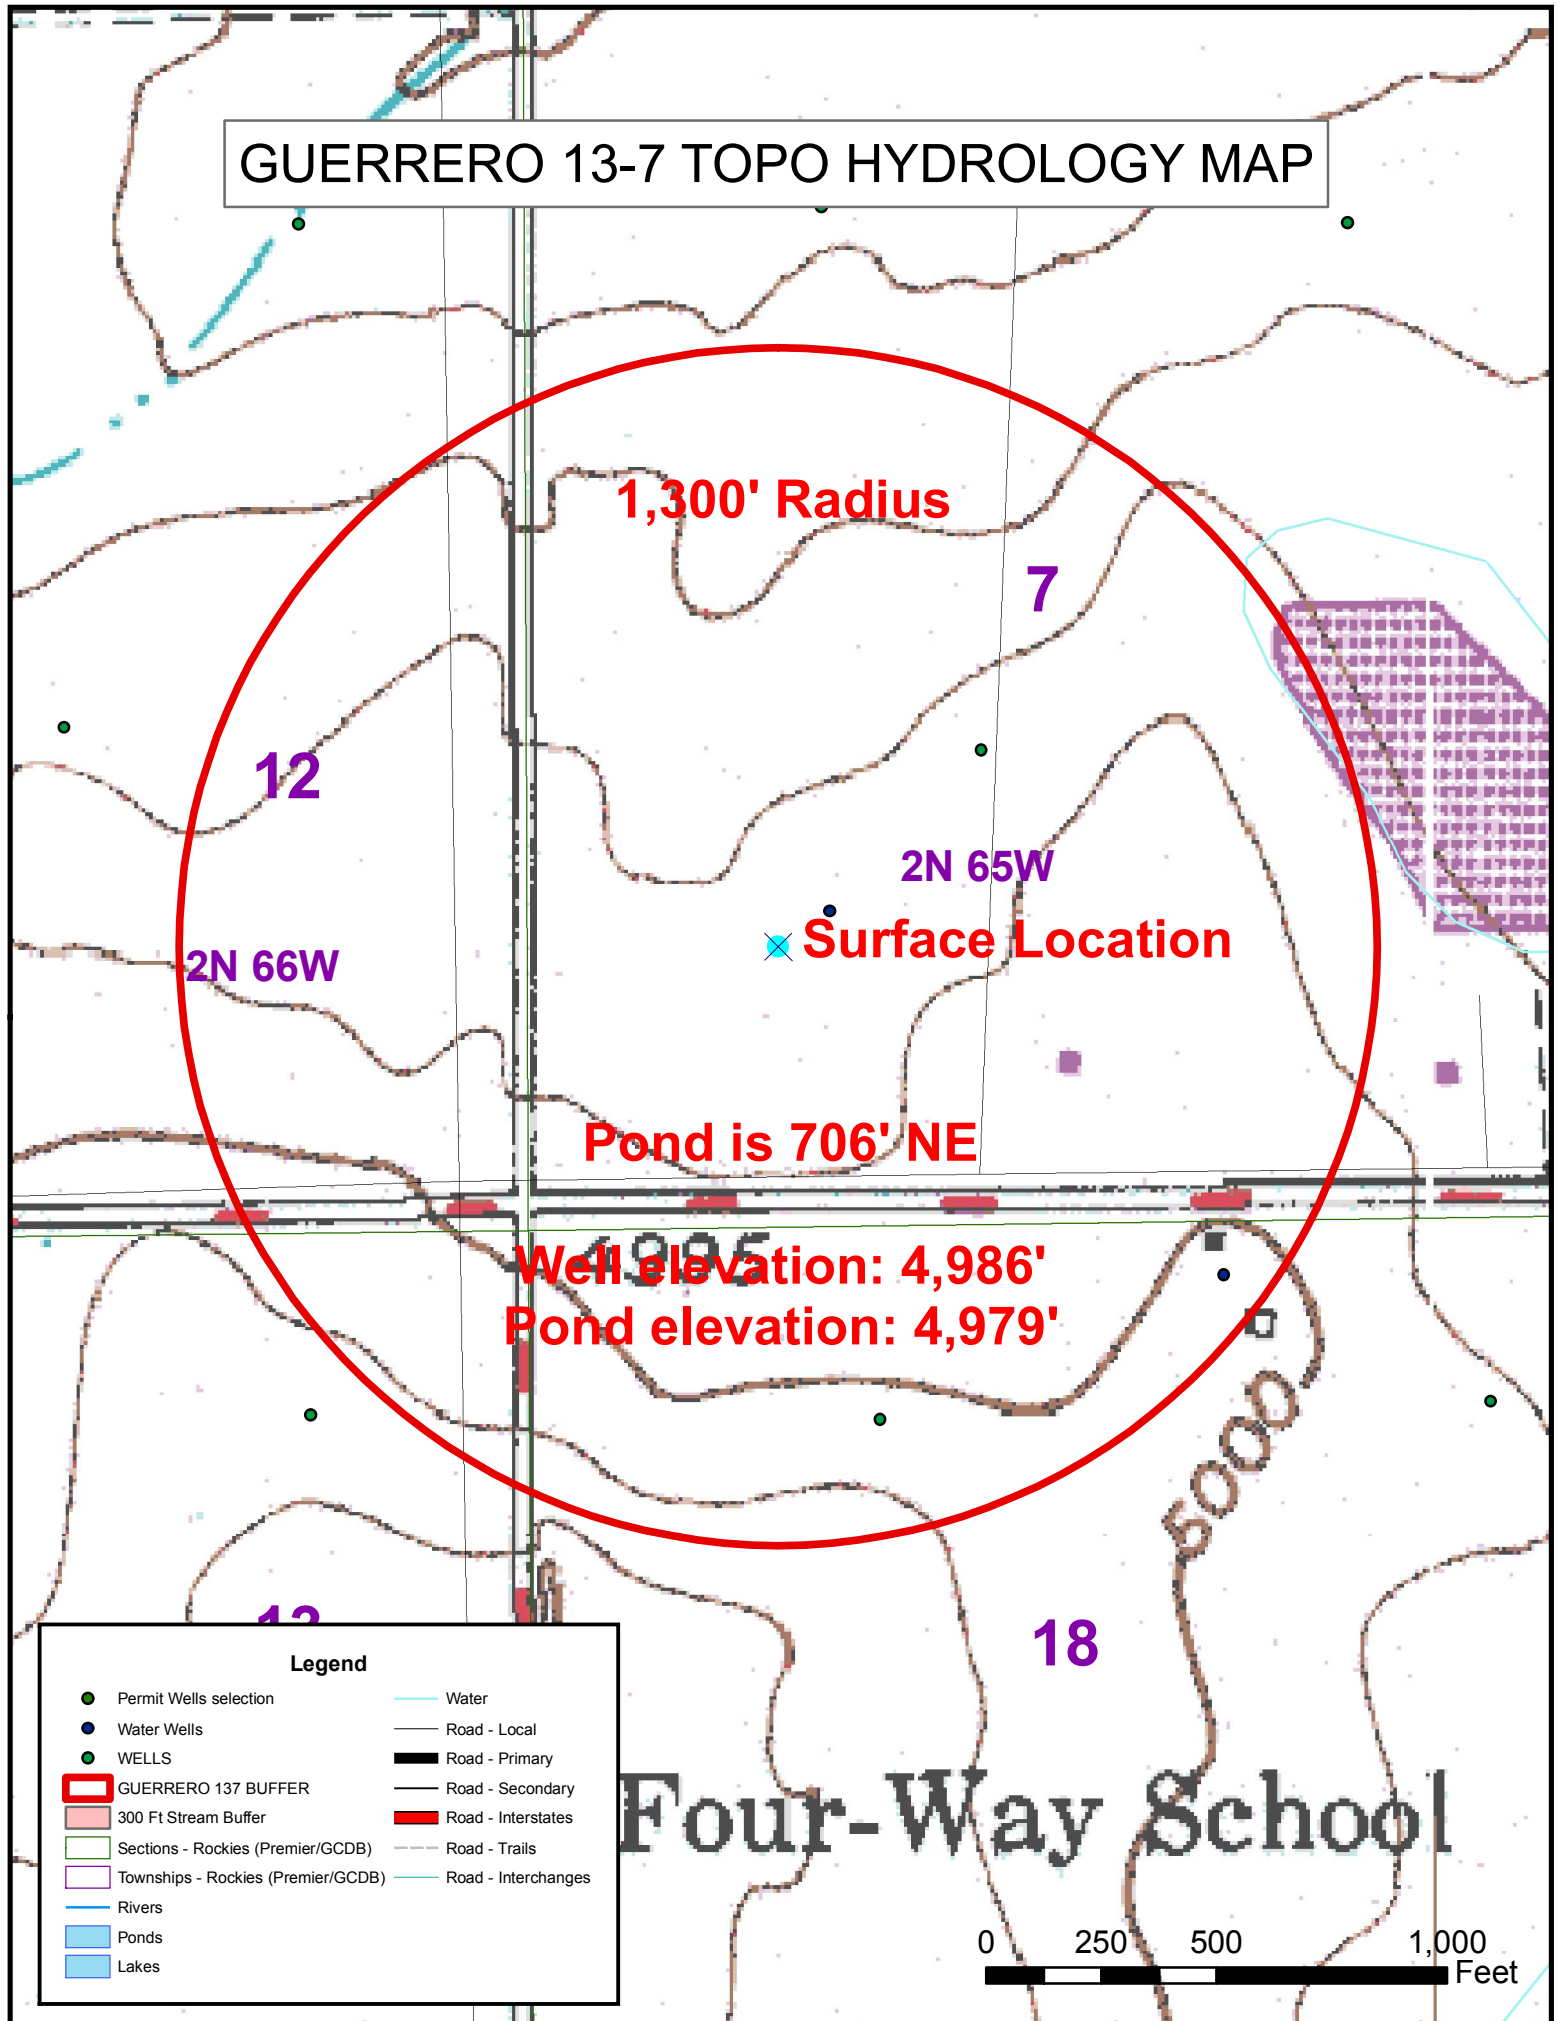 GUERRERO 13-7 TOPO HYDROLOGY MAP
1,300' Radius
7
12
2N 65W
Surface Location
2N 66W
Pond is 706' NE
4995
Well elevation: 4,986'
Pond elevation: 4,979'
5000
13
18
Legend
Permit Wells selection
Water Wells
WELLS
GUERRERO 137 BUFFER
300 Ft Stream Buffer
Sections - Rockies (Premier/GCDB)
Townships - Rockies (Premier/GCDB)
Rivers
Ponds
Lakes
Water
Road - Local
Road - Primary
Road - Secondary
Road - Interstates
Road - Trails
Road - Interchanges
Four-Way School
0 250 500 1,000
Feet